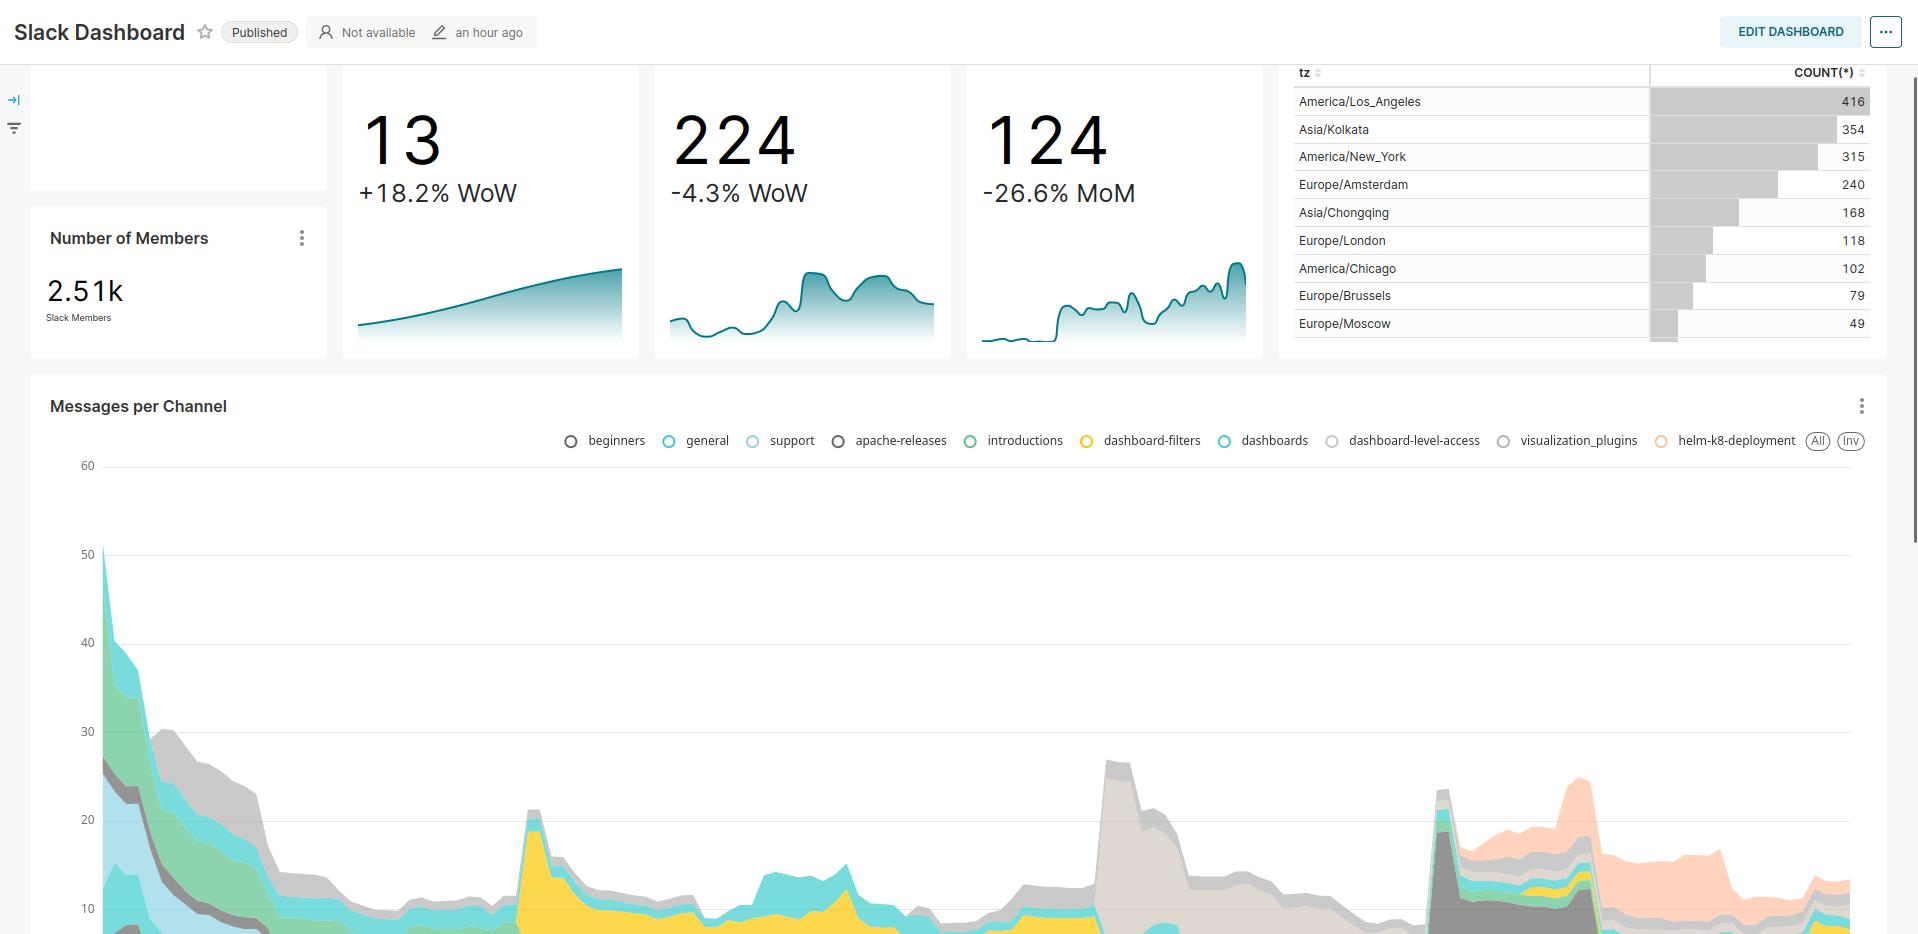 Slack Dashboard Published Not available an hour ago EDIT DASHBOARD ...
13
+18.2% WoW
224
-4.3% WoW
124
-26.6% MoM
tz COUNT(*)
America/Los_Angeles 416
Asia/Kolkata 354
America/New_York 315
Europe/Amsterdam 240
Asia/Chongqing 168
Europe/London 118
America/Chicago 102
Europe/Brussels 79
Europe/Moscow 49
Number of Members
2.51k
Slack Members
Messages per Channel
beginners general support apache-releases introductions dashboard-filters dashboards dashboard-level-access visualization_plugins helm-k8-deployment All Inv
60
50
40
30
20
10